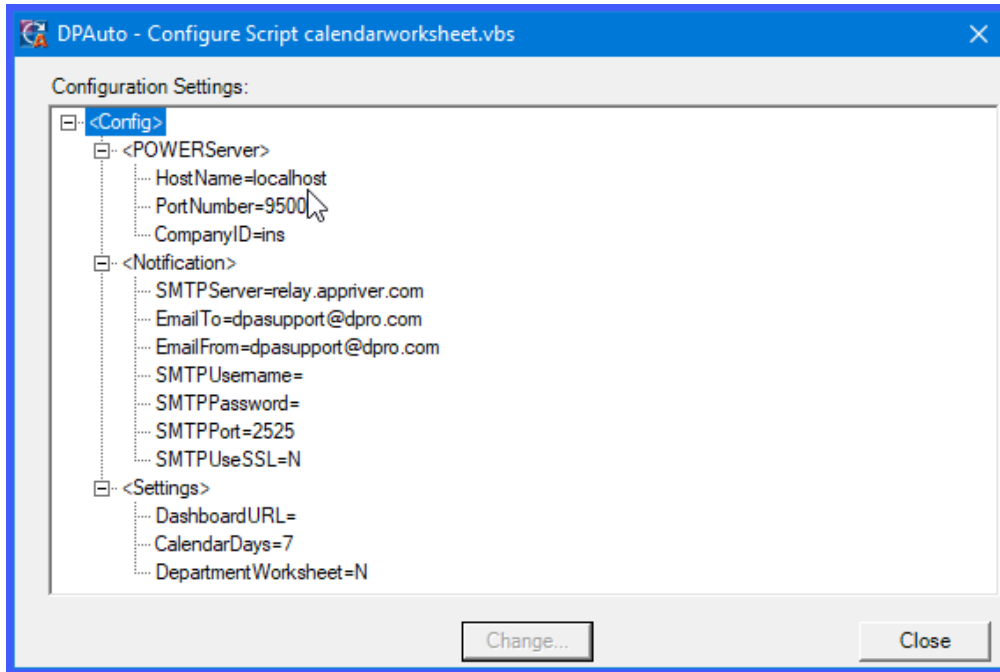 DPAuto - Configure Script calendarworksheet.vbs
Configuration Settings:
<Config>
<POWERServer>
HostName=localhost
PortNumber=9500
CompanyID=ins
<Notification>
SMTPServer=relay.appriver.com
EmailTo=dpasupport@dpro.com
EmailFrom=dpasupport@dpro.com
SMTPUsername=
SMTPPassword=
SMTPPort=2525
SMTPUseSSL=N
<Settings>
DashboardURL=
CalendarDays=7
DepartmentWorksheet=N
Change...
Close